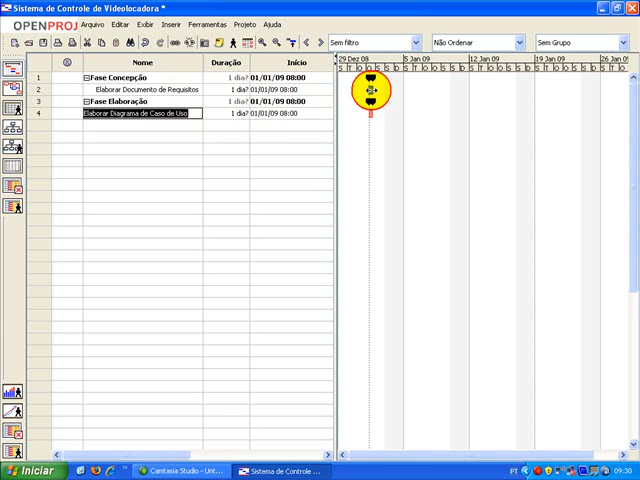 Sistema de Controle de Vídeolocadora *
OPENPROJ Arquivo Editar Exibir Inserir Ferramentas Projeto Ajuda
Sem filtro Não Ordenar Sem Grupo
Nome Duração Início
29 Dez 08 5 Jan 09 12 Jan 09 19 Jan 09 26 Jan 09
1 Fase Concepção 1 dia? 01/01/09 08:00
2 Elaborar Documento de Requisitos 1 dia? 01/01/09 08:00
3 Fase Elaboração 1 dia? 01/01/09 08:00
4 Elaborar Diagrama de Caso de Uso 1 dia? 01/01/09 08:00
Iniciar Camtasia Studio - Unt... Sistema de Controle ... PT 09:30